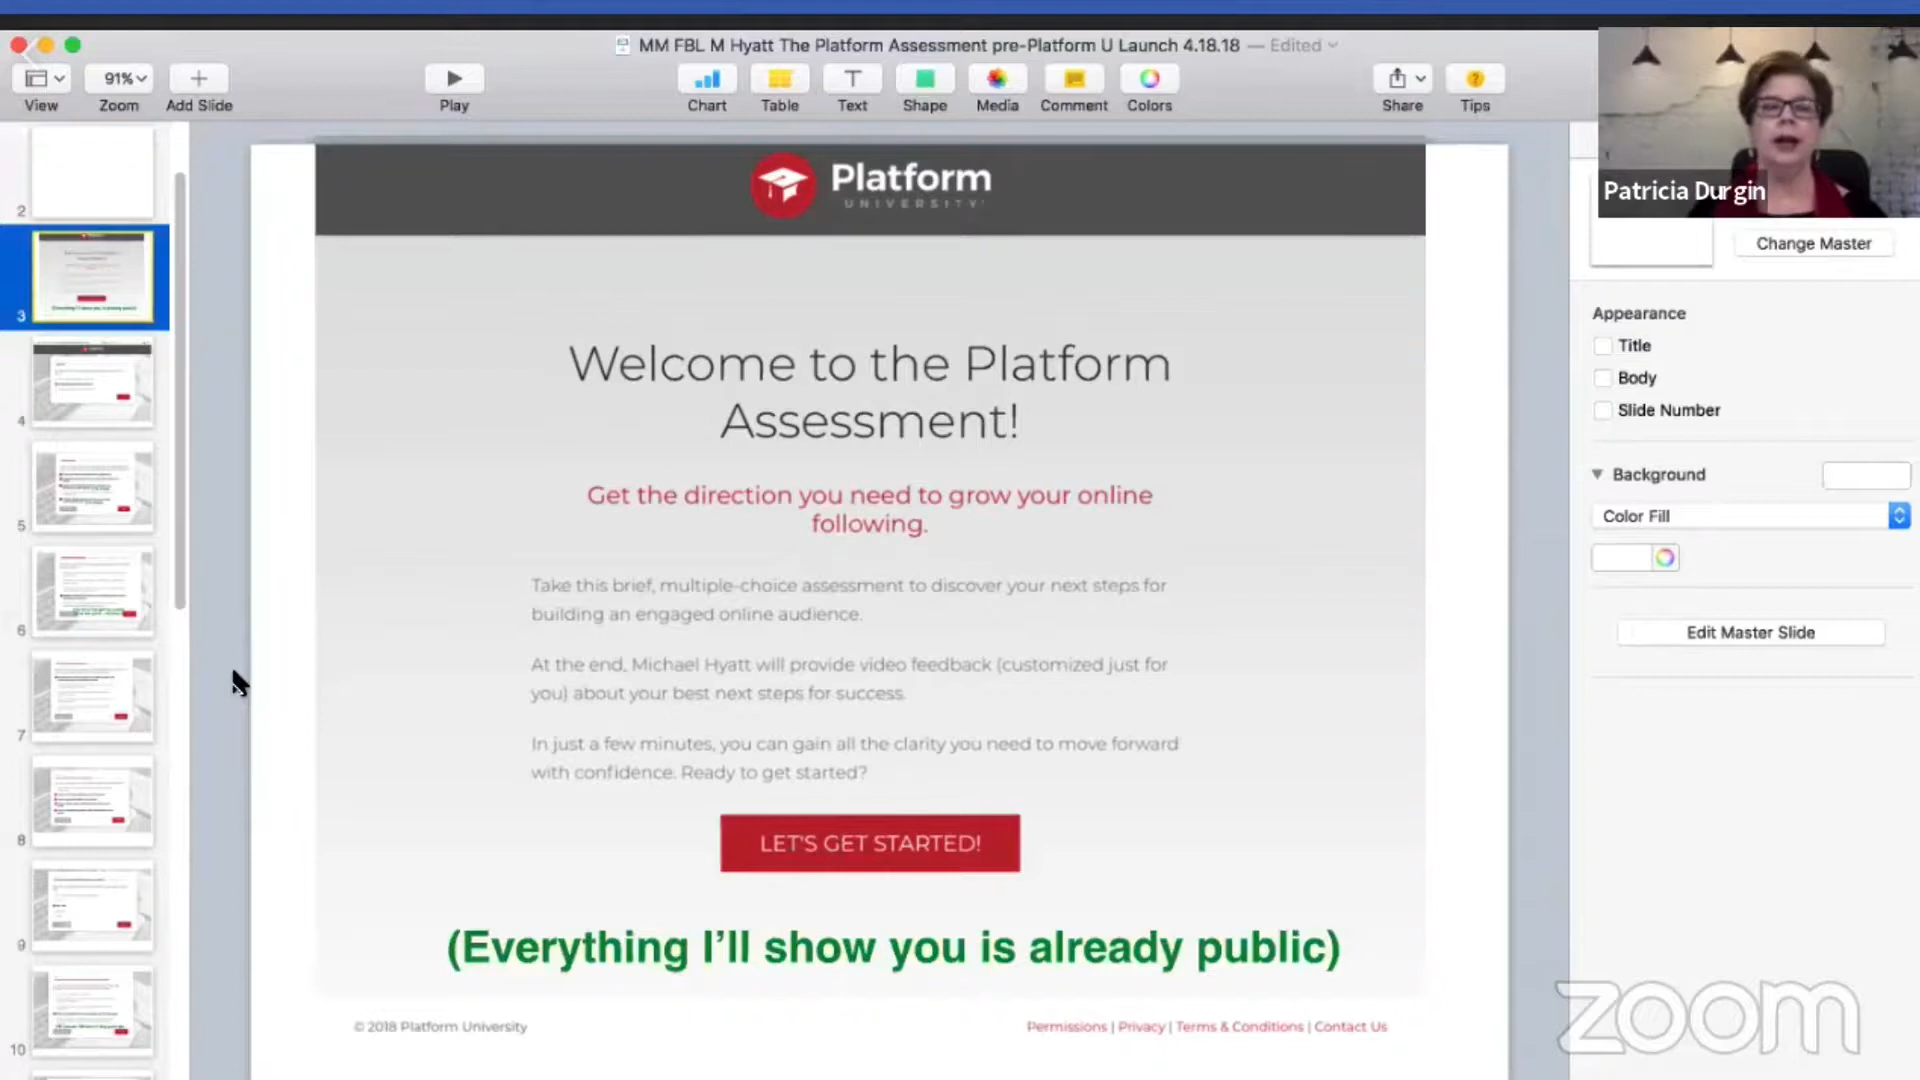 MM FBL M Hyatt The Platform Assessment pre-Platform U Launch 4.18.18 — Edited
91%
View
Zoom
Add Slide
Play
Chart
Table
Text
Shape
Media
Comment
Colors
Share
Tips
Patricia Durgin
Change Master
Appearance
Title
Body
Slide Number
Background
Color Fill
Edit Master Slide
2
3
4
5
6
7
8
9
10
Platform
UNIVERSITY
Welcome to the Platform
Assessment!
Get the direction you need to grow your online
following.
Take this brief, multiple-choice assessment to discover your next steps for
building an engaged online audience.
At the end, Michael Hyatt will provide video feedback (customized just for
you) about your best next steps for success.
In just a few minutes, you can gain all the clarity you need to move forward
with confidence. Ready to get started?
LET'S GET STARTED!
(Everything I’ll show you is already public)
© 2018 Platform University
Permissions | Privacy | Terms & Conditions | Contact Us
zoom